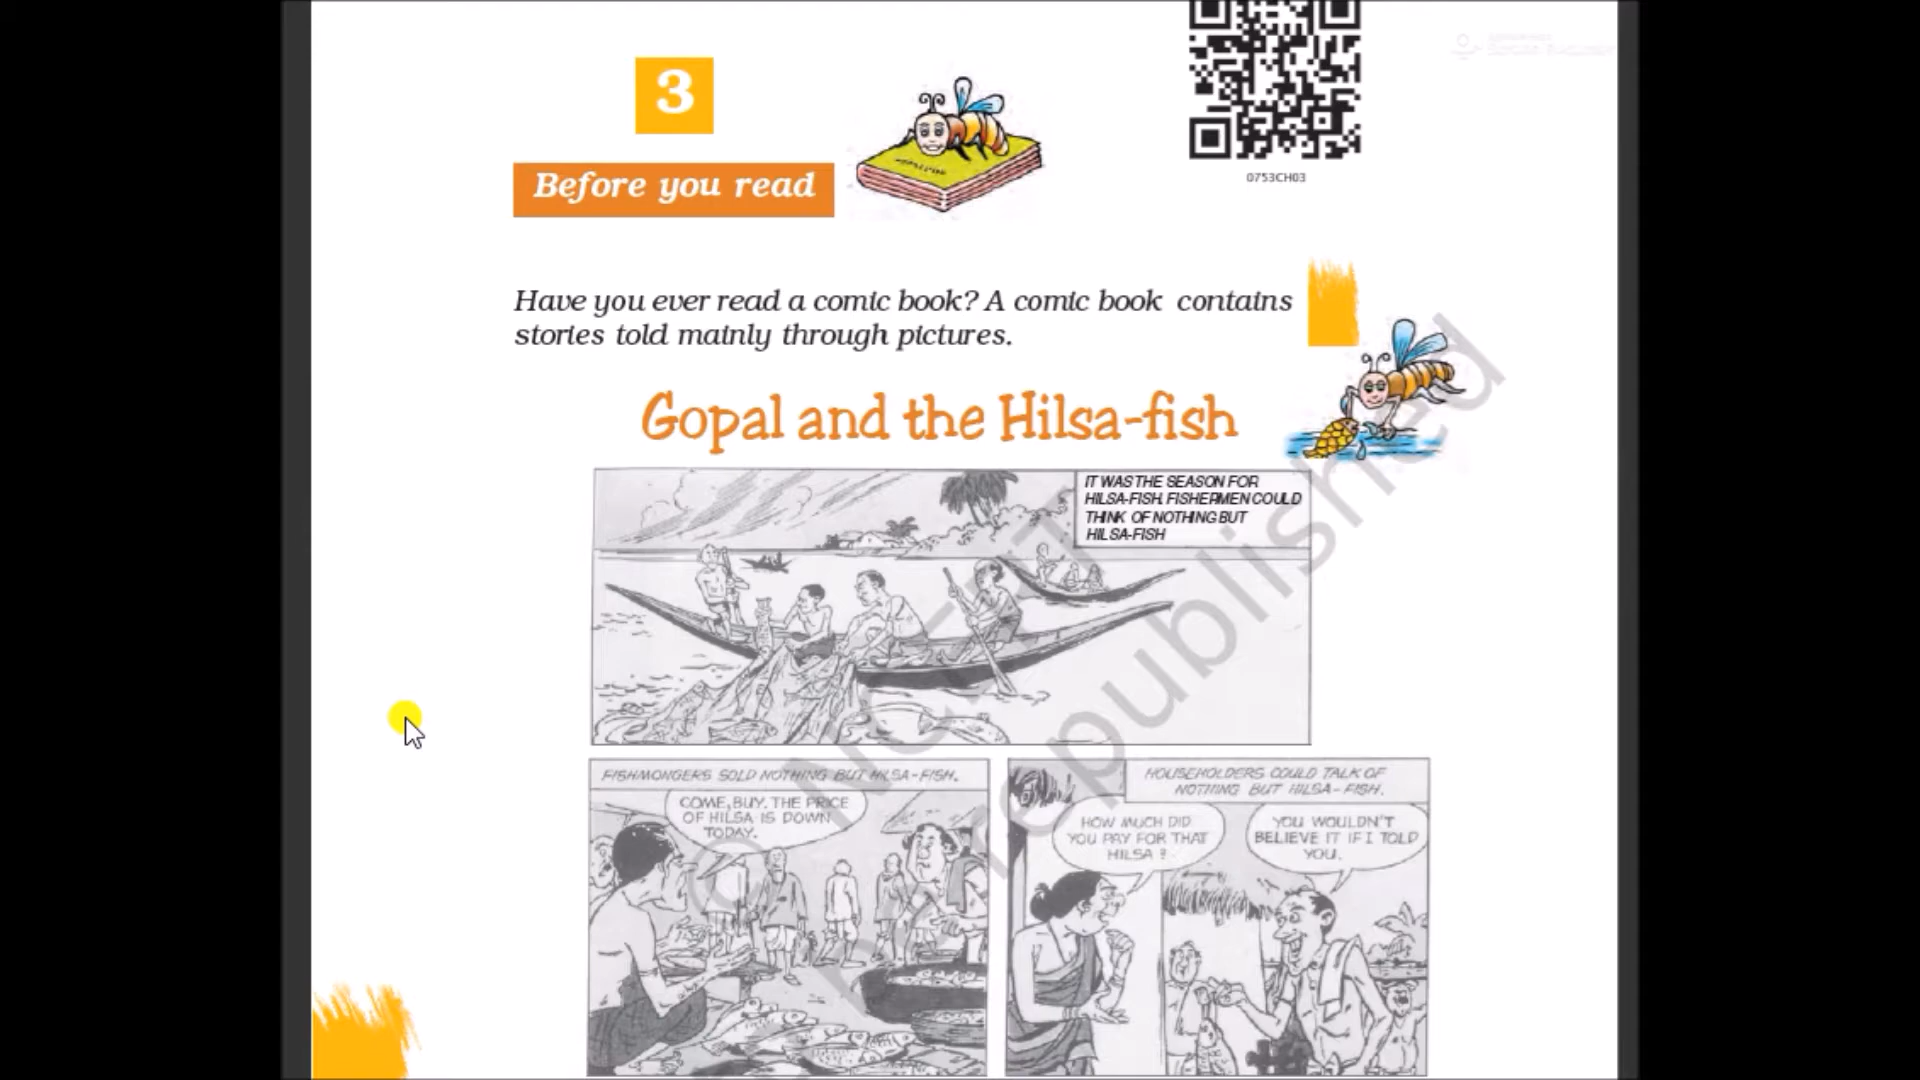 3
Before you read
0753CH03
Have you ever read a comic book? A comic book contains
stories told mainly through pictures.
Gopal and the Hilsa-fish
IT WAS THE SEASON FOR
HILSA-FISH. FISHERMEN COULD
THINK OF NOTHING BUT
HILSA-FISH
FISHMONGERS SOLD NOTHING BUT HILSA-FISH.
COME, BUY. THE PRICE
OF HILSA IS DOWN
TODAY.
HOUSEHOLDERS COULD TALK OF
NOTHING BUT HILSA-FISH.
HOW MUCH DID
YOU PAY FOR THAT
HILSA?
YOU WOULDN'T
BELIEVE IT IF I TOLD
YOU.
© NCERT
be republished